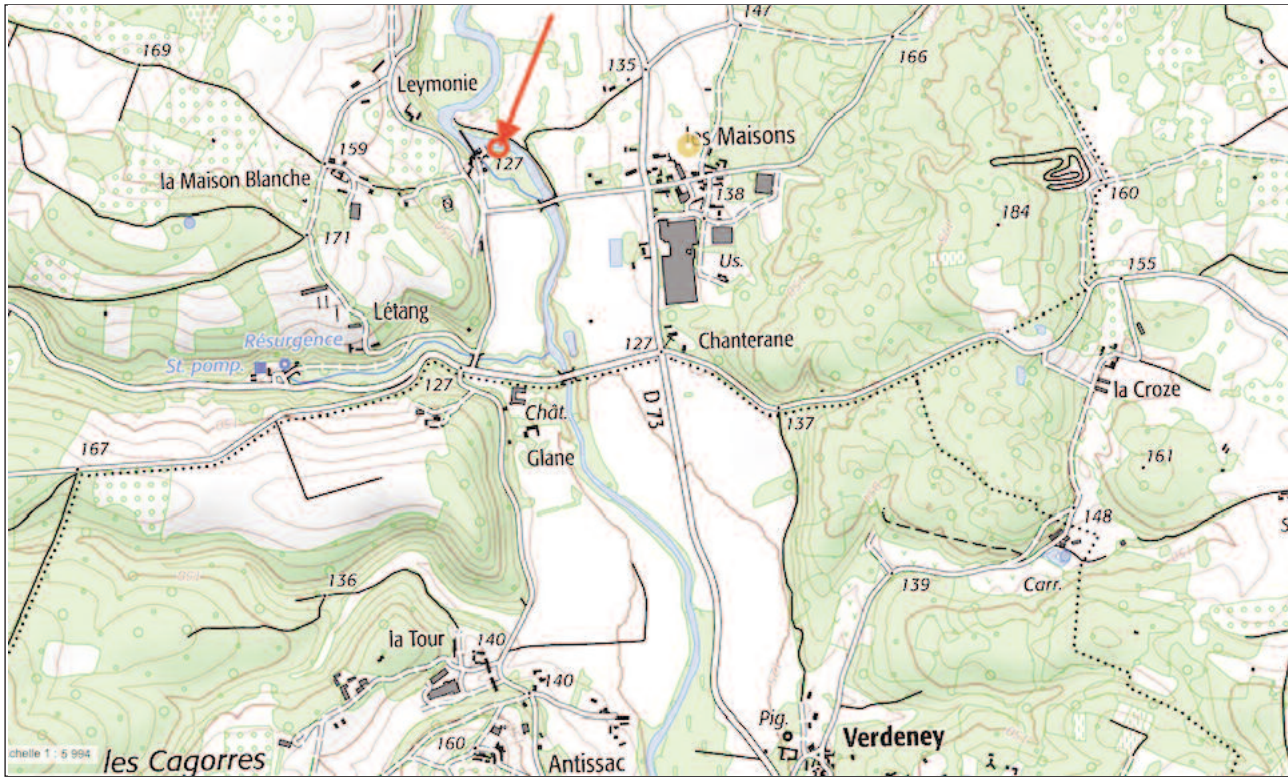 147
169
166
135
Leymonie
les Maisons
127
159
la Maison Blanche
160
138
184
171
155
Us.
Létang
Résurgence
Chanterane
127
St. pomp.
127
la Croze
Chât.
D 73
137
167
Glane
161
148
136
139
Carr.
la Tour
140
140
Pig.
160
Verdeney
chelle 1 : 5 994
les Cagorres
Antissac